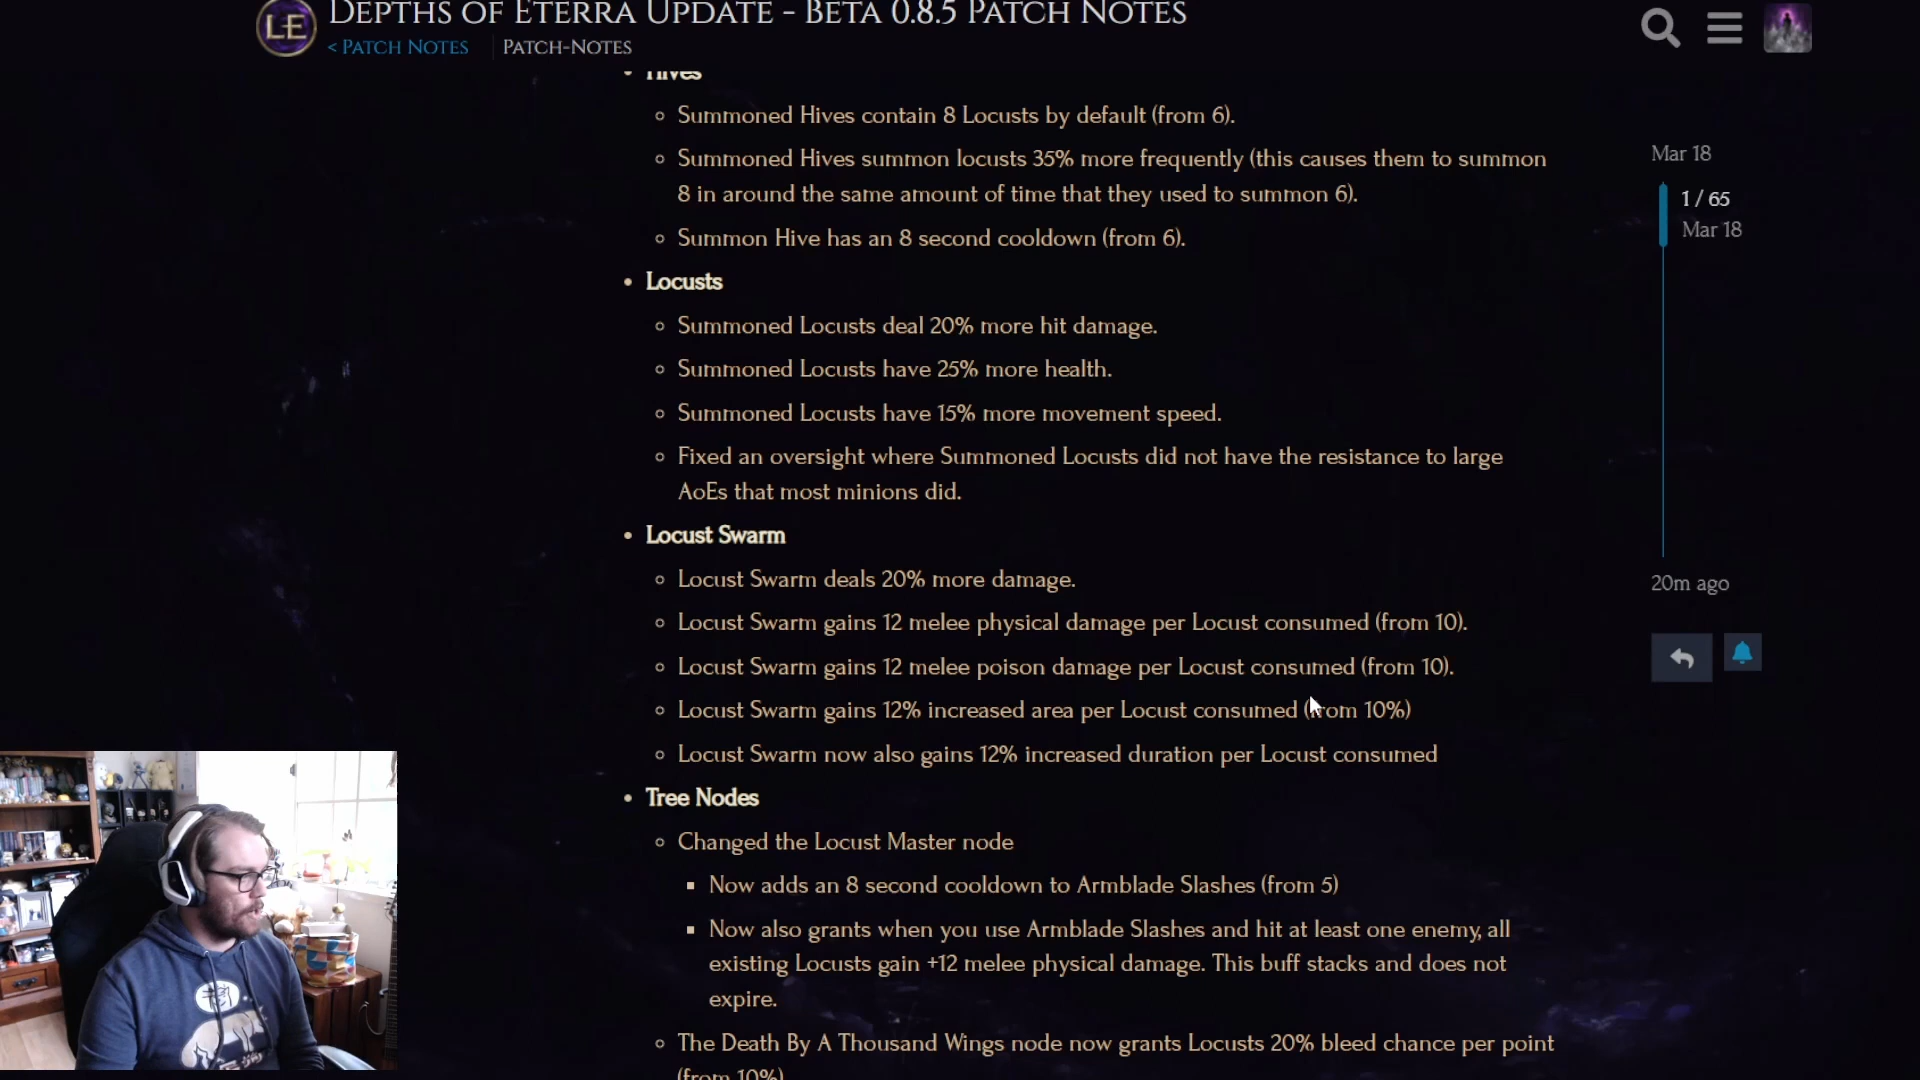 LE
Depths of Eterra Update - Beta 0.8.5 Patch Notes
< Patch Notes
Patch-Notes
• Hives
◦ Summoned Hives contain 8 Locusts by default (from 6).
◦ Summoned Hives summon locusts 35% more frequently (this causes them to summon
8 in around the same amount of time that they used to summon 6).
◦ Summon Hive has an 8 second cooldown (from 6).
• Locusts
◦ Summoned Locusts deal 20% more hit damage.
◦ Summoned Locusts have 25% more health.
◦ Summoned Locusts have 15% more movement speed.
◦ Fixed an oversight where Summoned Locusts did not have the resistance to large
AoEs that most minions did.
• Locust Swarm
◦ Locust Swarm deals 20% more damage.
◦ Locust Swarm gains 12 melee physical damage per Locust consumed (from 10).
◦ Locust Swarm gains 12 melee poison damage per Locust consumed (from 10).
◦ Locust Swarm gains 12% increased area per Locust consumed (from 10%)
◦ Locust Swarm now also gains 12% increased duration per Locust consumed
• Tree Nodes
◦ Changed the Locust Master node
▪ Now adds an 8 second cooldown to Armblade Slashes (from 5)
▪ Now also grants when you use Armblade Slashes and hit at least one enemy, all
existing Locusts gain +12 melee physical damage. This buff stacks and does not
expire.
◦ The Death By A Thousand Wings node now grants Locusts 20% bleed chance per point
(from 10%)
Mar 18
1 / 65
Mar 18
20m ago